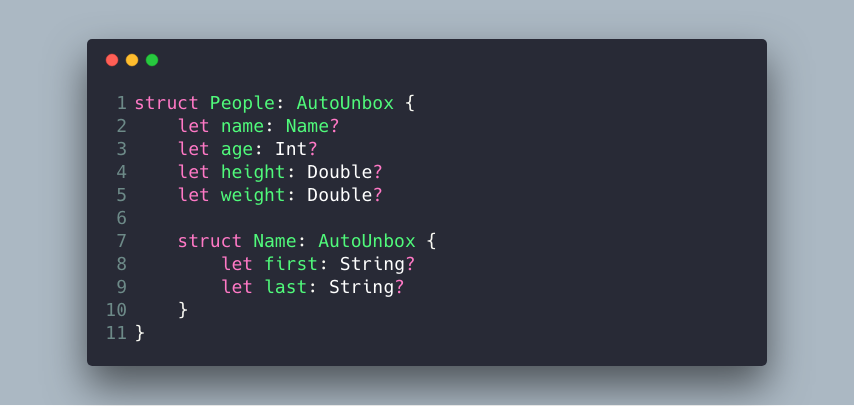 1 struct People: AutoUnbox {
2     let name: Name?
3     let age: Int?
4     let height: Double?
5     let weight: Double?
6
7     struct Name: AutoUnbox {
8         let first: String?
9         let last: String?
10     }
11 }